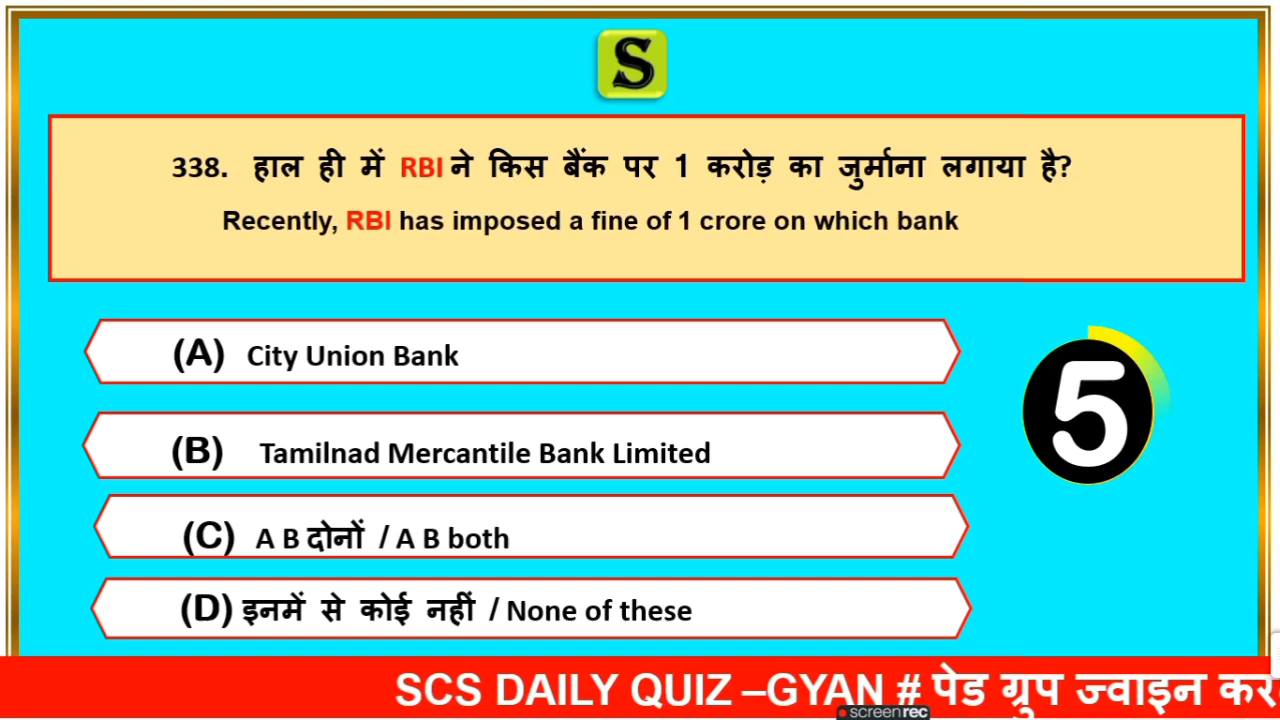 S
338. हाल ही में RBI ने किस बैंक पर 1 करोड़ का जुर्माना लगाया है?
Recently, RBI has imposed a fine of 1 crore on which bank
(A) City Union Bank
(B) Tamilnad Mercantile Bank Limited
5
(C) A B दोनों / A B both
(D) इनमें से कोई नहीं / None of these
SCS DAILY QUIZ –GYAN # पेड ग्रुप ज्वाइन कर
screenrec